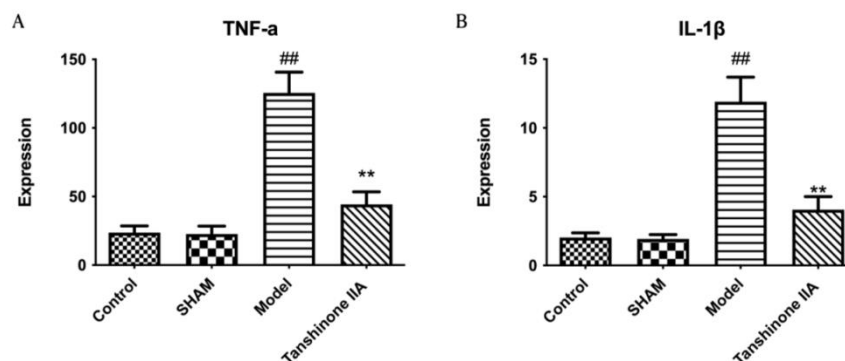 A
TNF-a
Expression
150
100
50
0
##
**
Control
SHAM
Model
Tanshinone IIA
B
IL-1β
Expression
15
10
5
0
##
**
Control
SHAM
Model
Tanshinone IIA